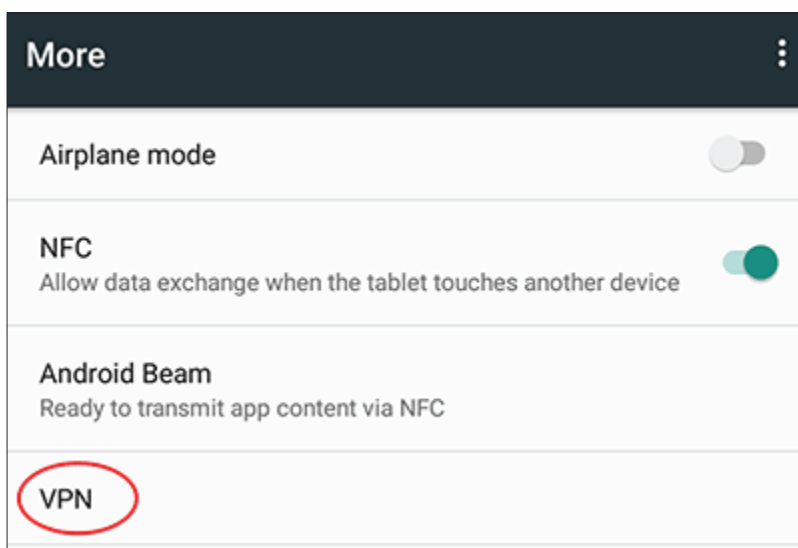 More
Airplane mode
NFC
Allow data exchange when the tablet touches another device
Android Beam
Ready to transmit app content via NFC
VPN